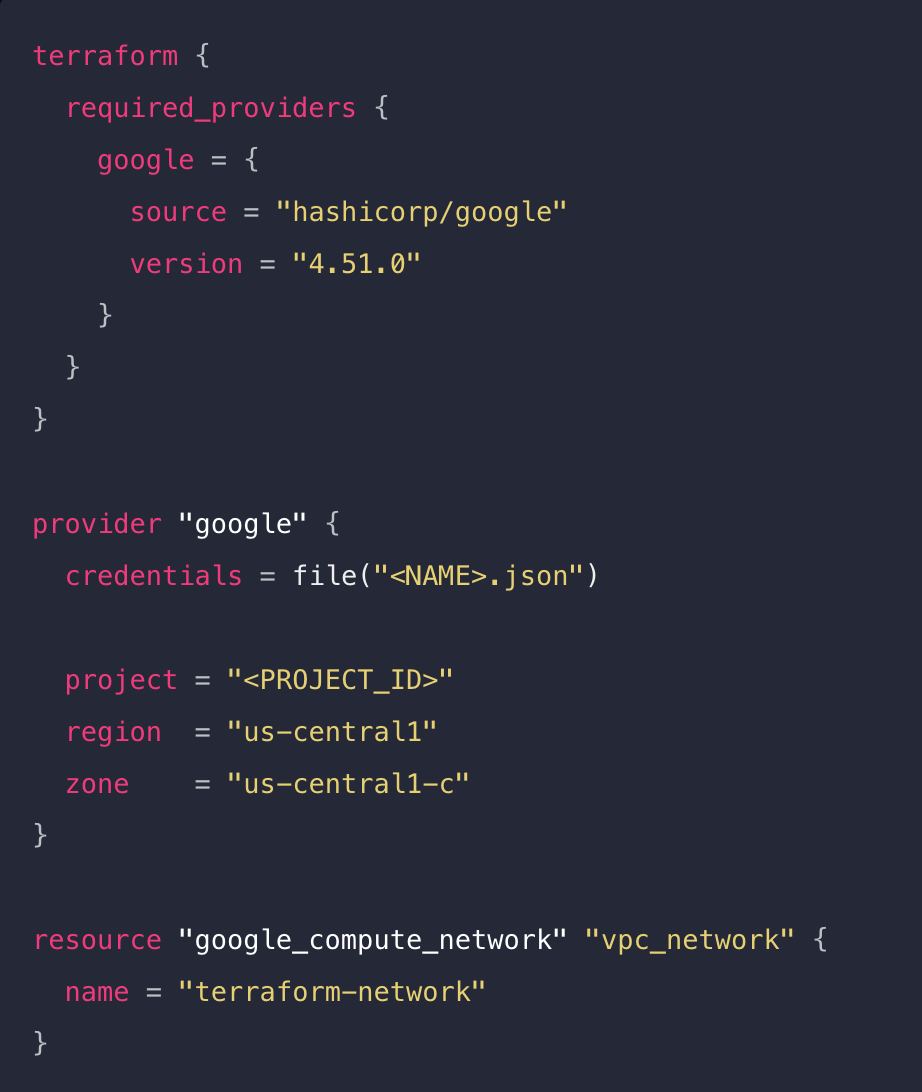 terraform {
  required_providers {
    google = {
      source = "hashicorp/google"
      version = "4.51.0"
    }
  }
}

provider "google" {
  credentials = file("<NAME>.json")

  project = "<PROJECT_ID>"
  region  = "us-central1"
  zone    = "us-central1-c"
}

resource "google_compute_network" "vpc_network" {
  name = "terraform-network"
}